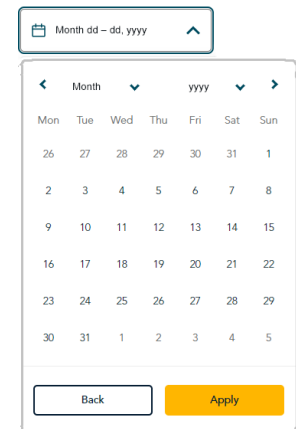 Month dd – dd, yyyy
Month yyyy
Mon Tue Wed Thu Fri Sat Sun
26 27 28 29 30 31 1
2 3 4 5 6 7 8
9 10 11 12 13 14 15
16 17 18 19 20 21 22
23 24 25 26 27 28 29
30 31 1 2 3 4 5
Back Apply